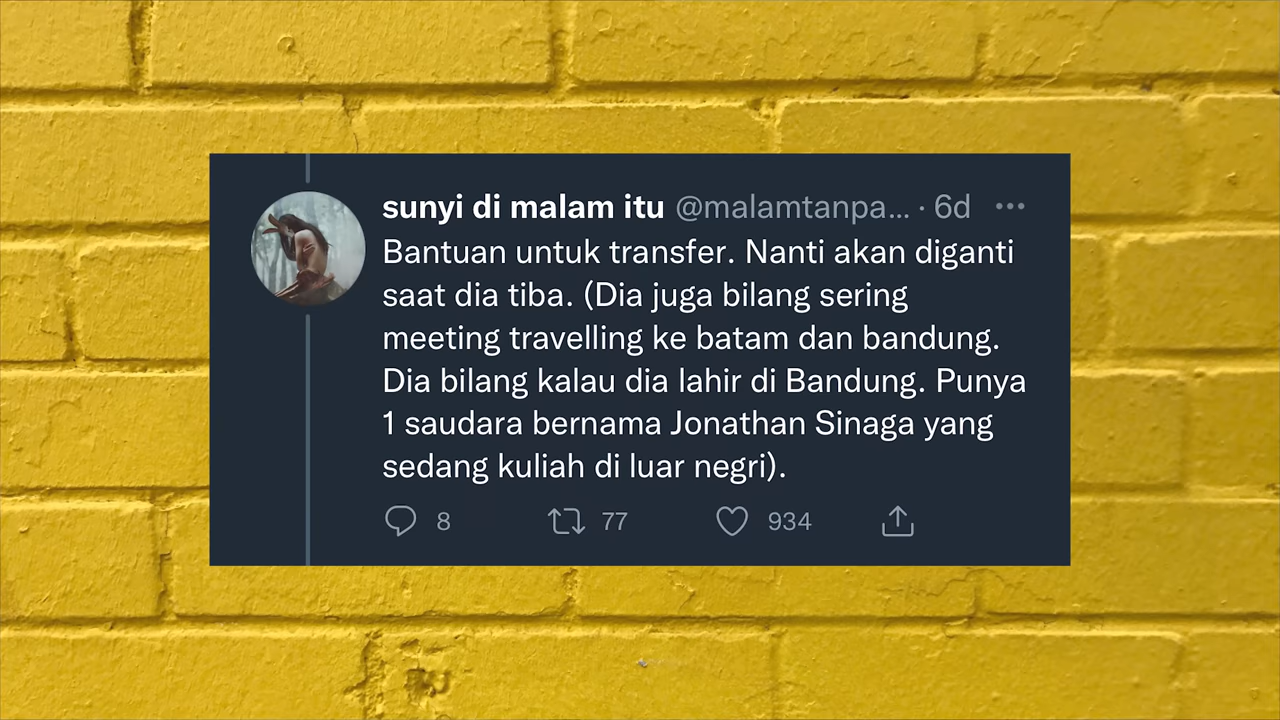 sunyi di malam itu @malamtanpa... · 6d
Bantuan untuk transfer. Nanti akan diganti
saat dia tiba. (Dia juga bilang sering
meeting travelling ke batam dan bandung.
Dia bilang kalau dia lahir di Bandung. Punya
1 saudara bernama Jonathan Sinaga yang
sedang kuliah di luar negri).
8 77 934